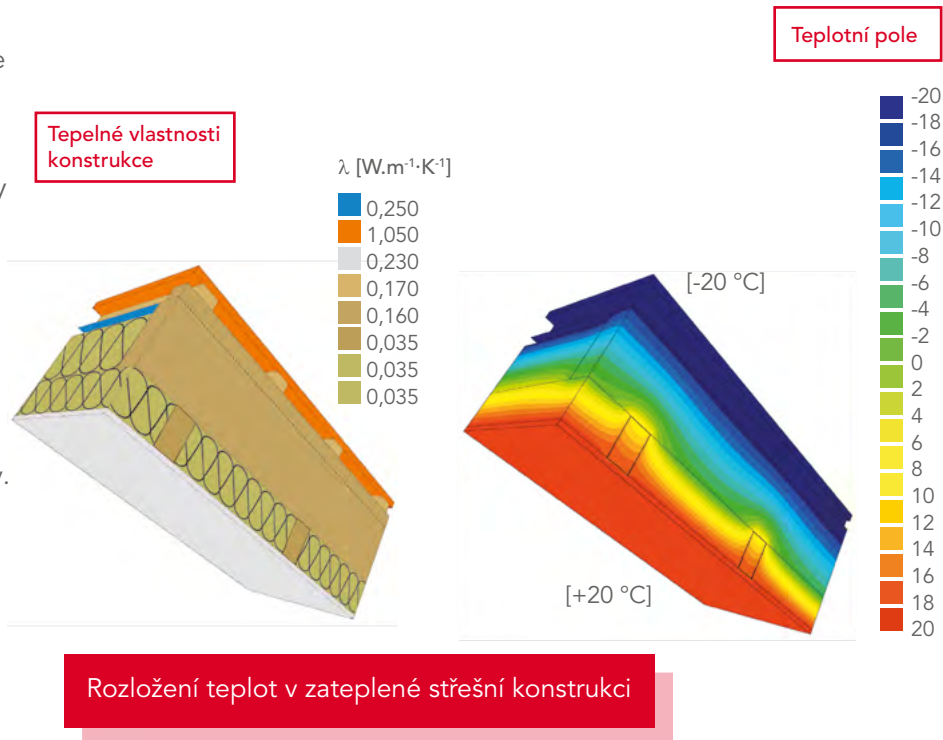 e
y
v.
Teplotní pole
Tepelné vlastnosti
konstrukce
λ [W.m⁻¹·K⁻¹]
0,250
1,050
0,230
0,170
0,160
0,035
0,035
0,035
[-20 °C]
[+20 °C]
-20
-18
-16
-14
-12
-10
-8
-6
-4
-2
0
2
4
6
8
10
12
14
16
18
20
Rozložení teplot v zateplené střešní konstrukci